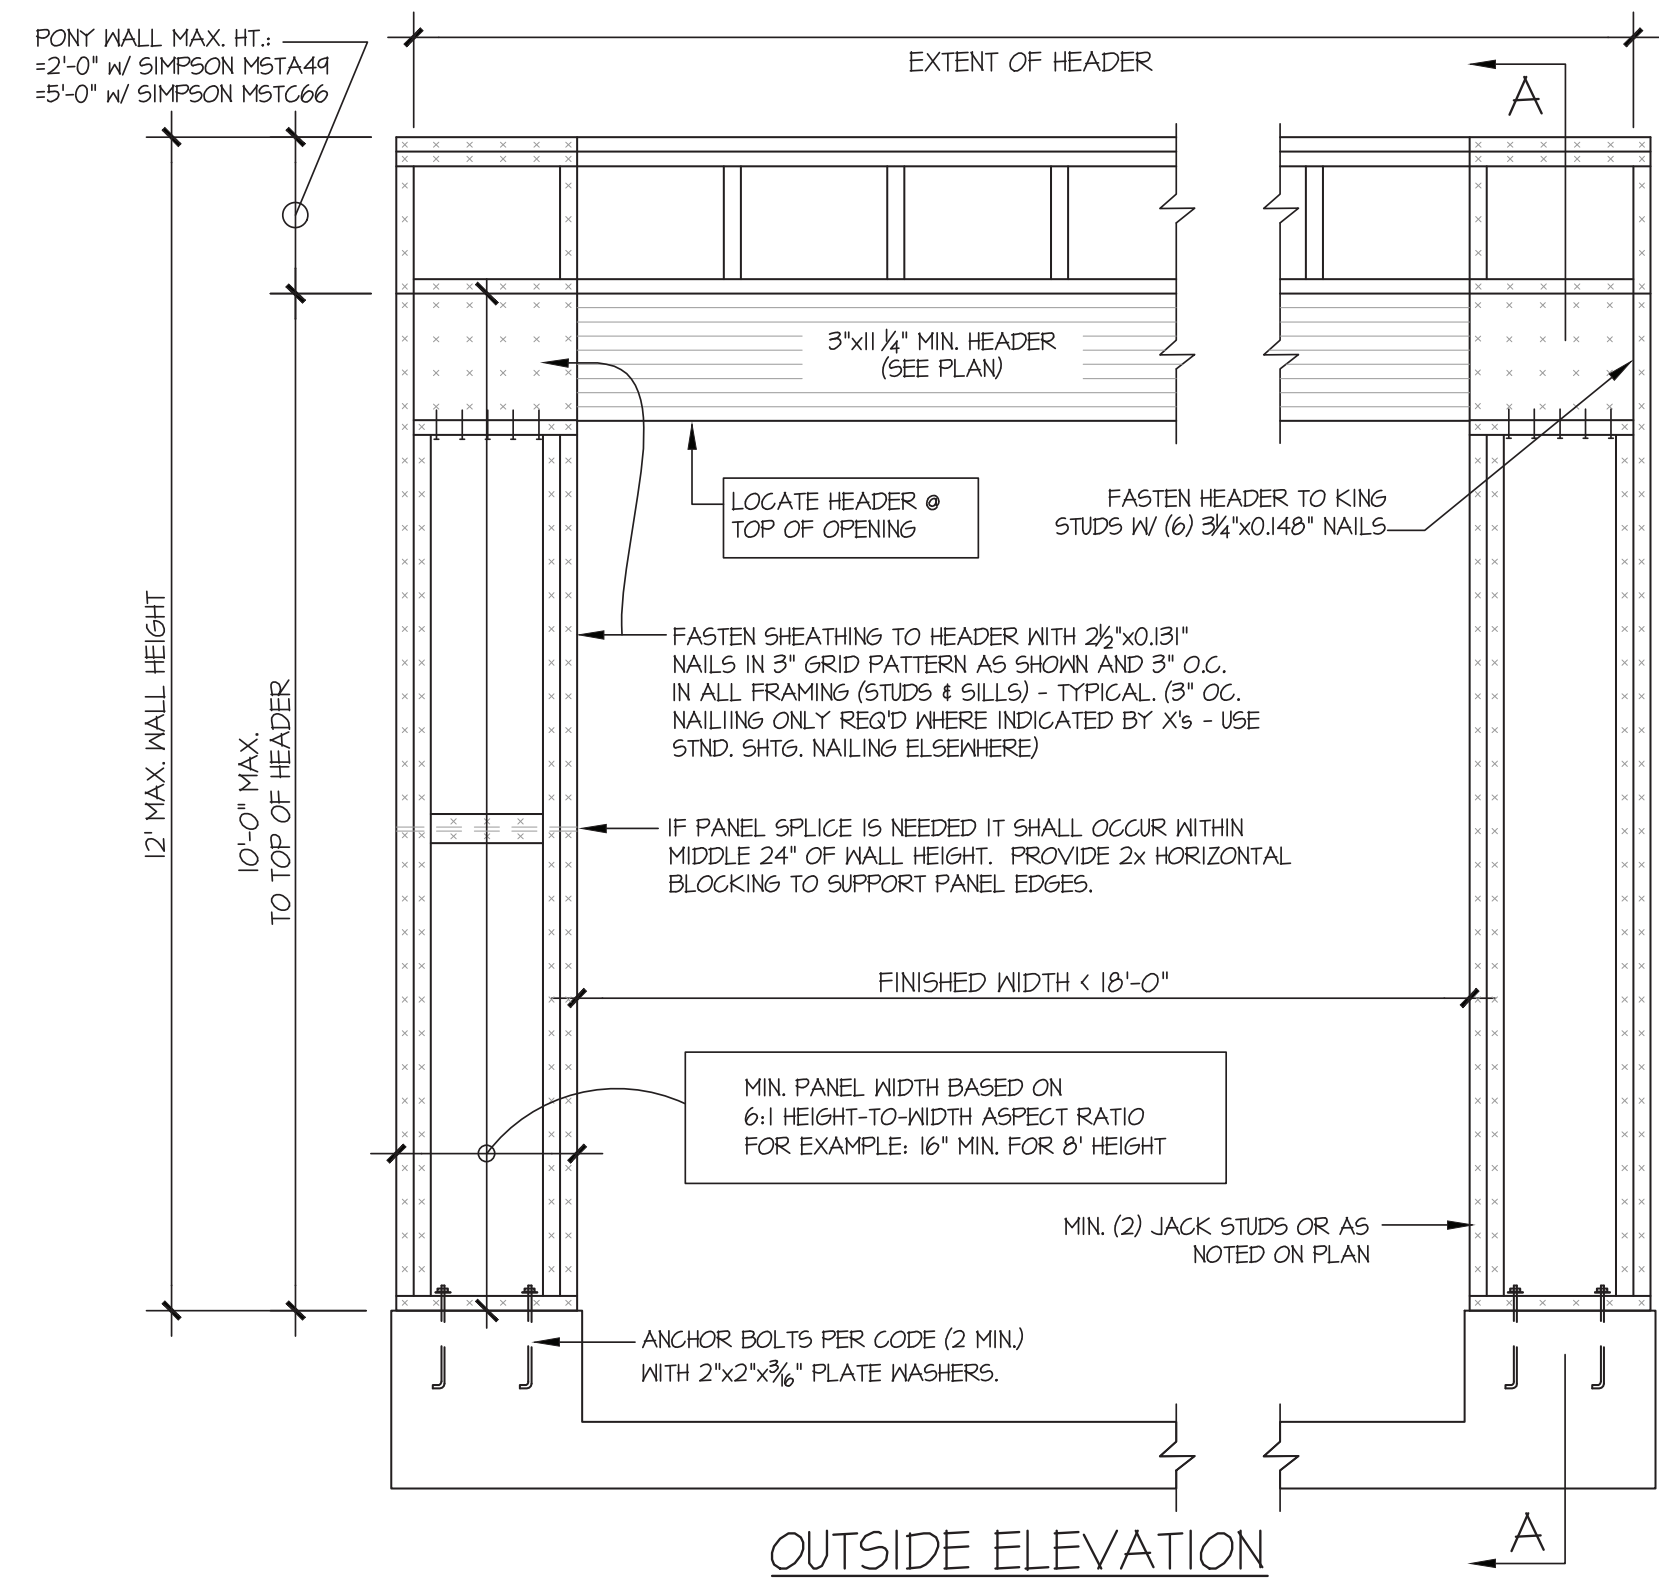 PONY WALL MAX. HT.:
=2'-0" W/ SIMPSON MSTA49
=5'-0" W/ SIMPSON MSTC66
EXTENT OF HEADER
A
3"x11 1/4" MIN. HEADER
(SEE PLAN)
LOCATE HEADER @
TOP OF OPENING
FASTEN HEADER TO KING
STUDS W/ (6) 3 1/4"x0.148" NAILS
12' MAX. WALL HEIGHT
10'-0" MAX.
TO TOP OF HEADER
FASTEN SHEATHING TO HEADER WITH 2 1/2"x0.131"
NAILS IN 3" GRID PATTERN AS SHOWN AND 3" O.C.
IN ALL FRAMING (STUDS & SILLS) - TYPICAL. (3" OC.
NAILIING ONLY REQ'D WHERE INDICATED BY X's - USE
STND. SHTG. NAILING ELSEWHERE)
IF PANEL SPLICE IS NEEDED IT SHALL OCCUR WITHIN
MIDDLE 24" OF WALL HEIGHT. PROVIDE 2x HORIZONTAL
BLOCKING TO SUPPORT PANEL EDGES.
FINISHED WIDTH < 18'-0"
MIN. PANEL WIDTH BASED ON
6:1 HEIGHT-TO-WIDTH ASPECT RATIO
FOR EXAMPLE: 16" MIN. FOR 8' HEIGHT
MIN. (2) JACK STUDS OR AS
NOTED ON PLAN
ANCHOR BOLTS PER CODE (2 MIN.)
WITH 2"x2"x3/16" PLATE WASHERS.
A
OUTSIDE ELEVATION